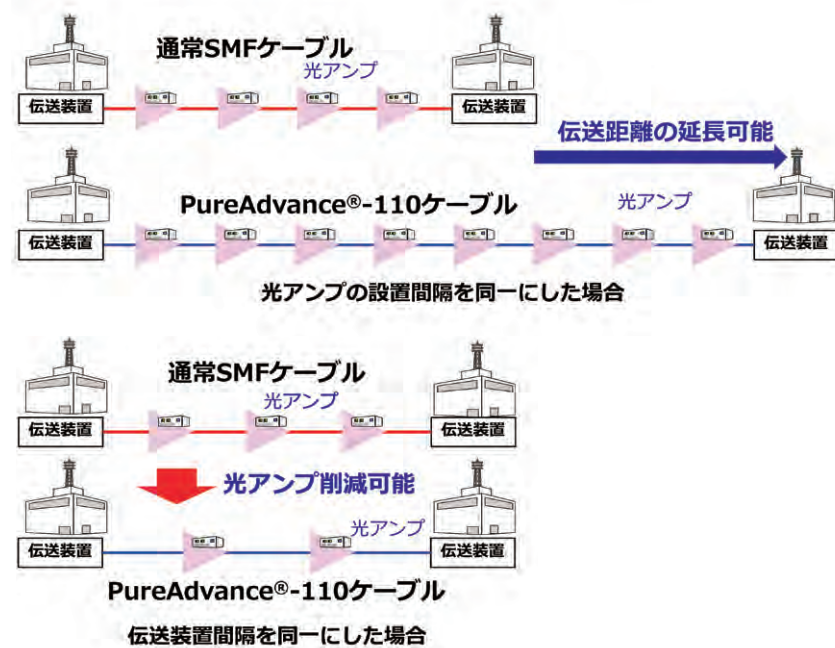 通常SMFケーブル
光アンプ
伝送装置
伝送装置
伝送距離の延長可能
PureAdvance®-110ケーブル
光アンプ
伝送装置
伝送装置
光アンプの設置間隔を同一にした場合
通常SMFケーブル
光アンプ
伝送装置
伝送装置
光アンプ削減可能
光アンプ
伝送装置
伝送装置
PureAdvance®-110ケーブル
伝送装置間隔を同一にした場合